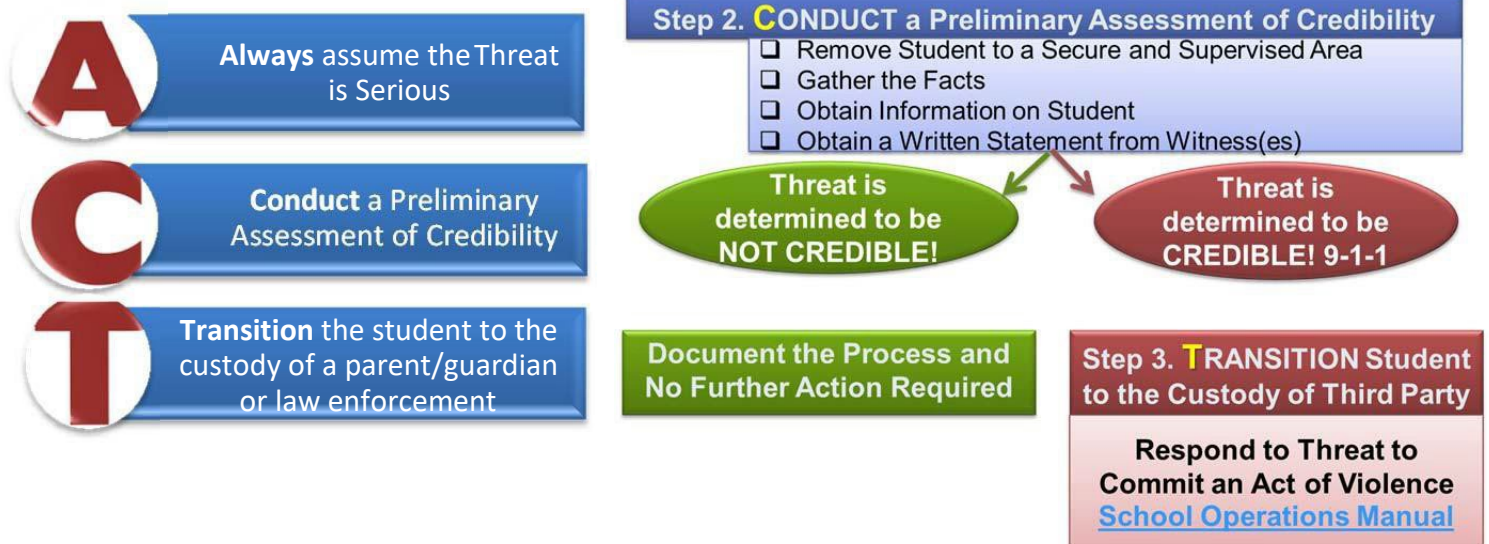 A
Always assume the Threat
is Serious
C
Conduct a Preliminary
Assessment of Credibility
T
Transition the student to the
custody of a parent/guardian
or law enforcement
Step 2. CONDUCT a Preliminary Assessment of Credibility
Remove Student to a Secure and Supervised Area
Gather the Facts
Obtain Information on Student
Obtain a Written Statement from Witness(es)
Threat is
determined to be
NOT CREDIBLE!
Threat is
determined to be
CREDIBLE! 9-1-1
Document the Process and
No Further Action Required
Step 3. TRANSITION Student
to the Custody of Third Party
Respond to Threat to
Commit an Act of Violence
School Operations Manual